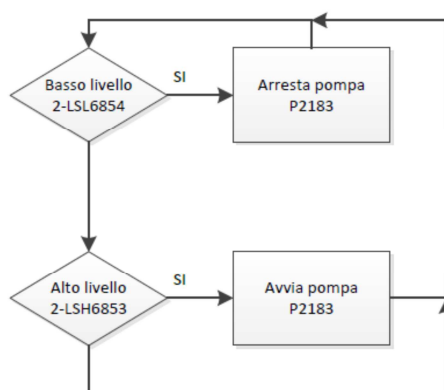 Basso livello
2-LSL6854
SI
Arresta pompa
P2183
Alto livello
2-LSH6853
SI
Avvia pompa
P2183